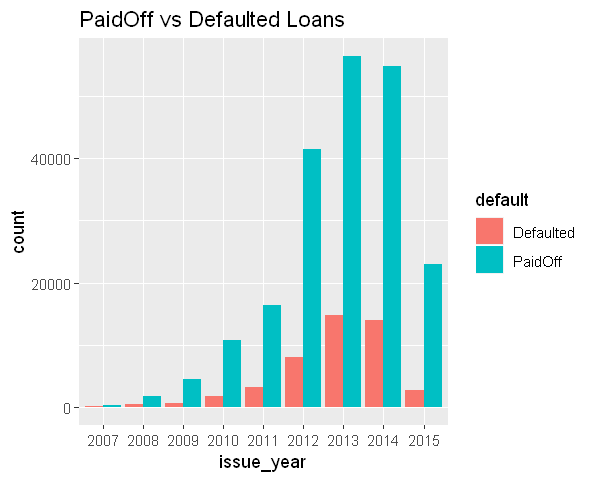 PaidOff vs Defaulted Loans
count
40000
20000
0
2007 2008 2009 2010 2011 2012 2013 2014 2015
issue_year
default
Defaulted
PaidOff